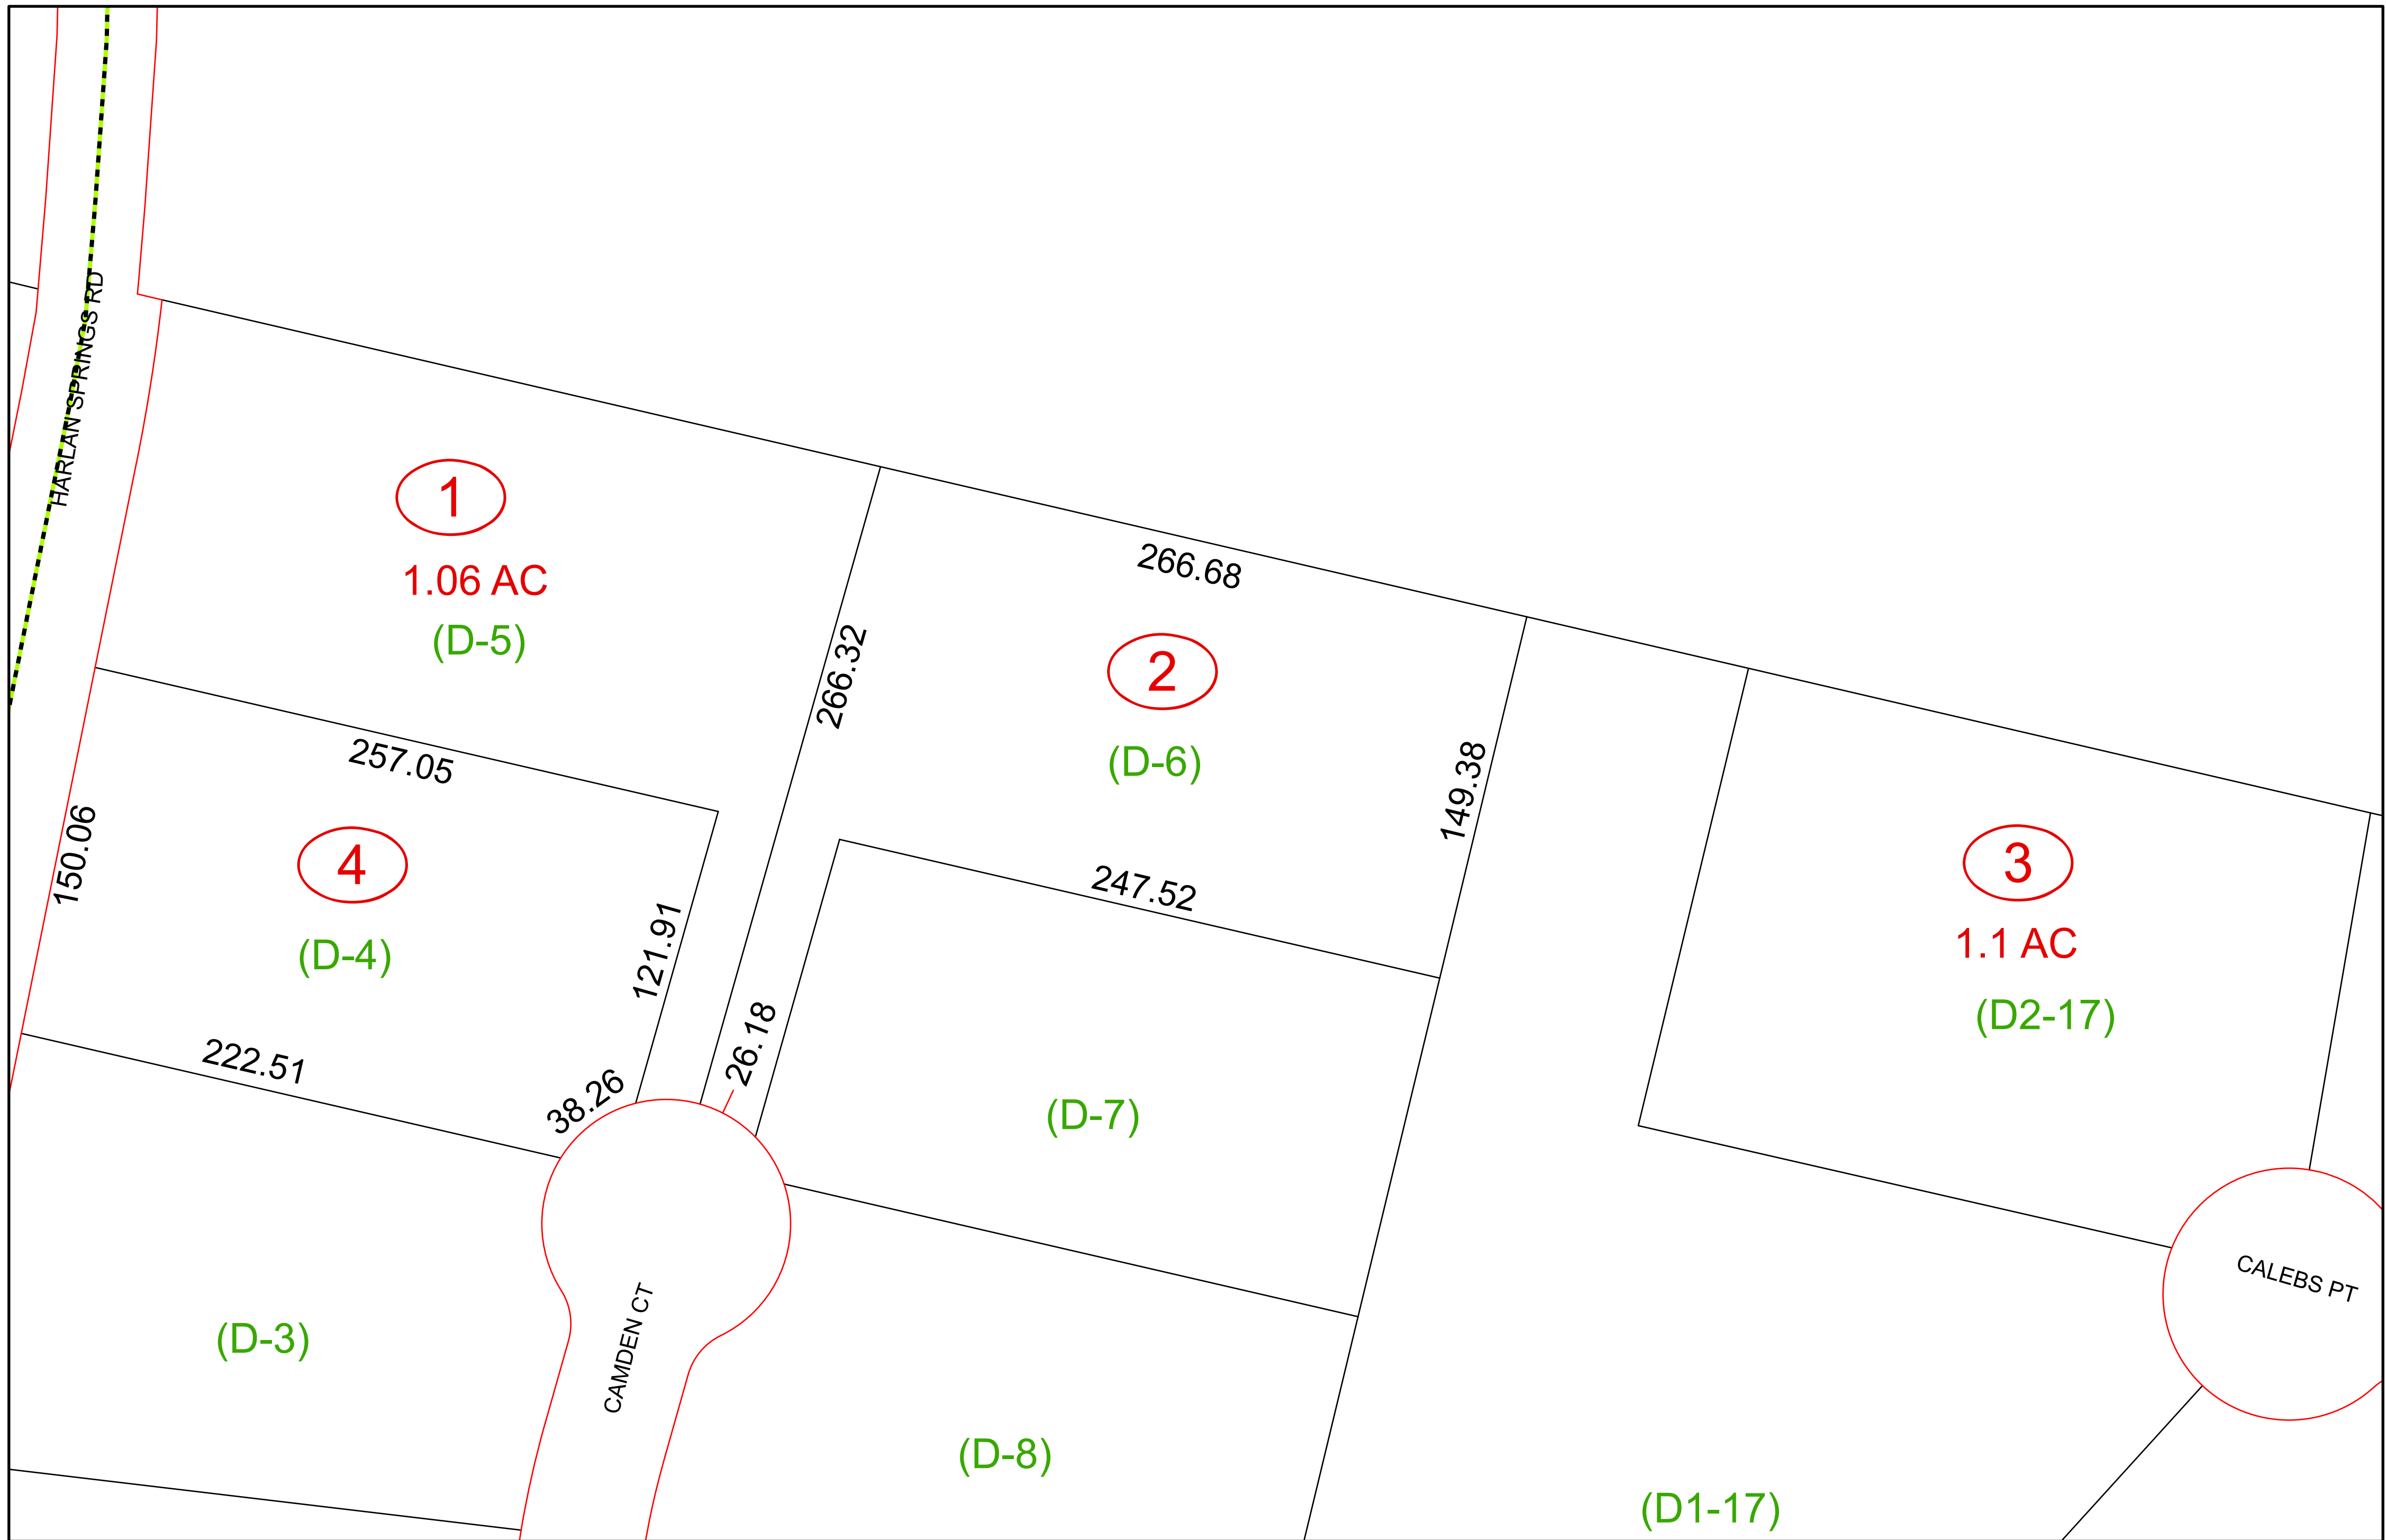 HARLAN SPRINGS RD
1
1.06 AC
(D-5)
266.68
266.32
2
(D-6)
149.38
257.05
150.06
4
(D-4)
121.91
247.52
3
1.1 AC
(D2-17)
26.18
222.51
38.26
(D-7)
CALEBS PT
CAMDEN CT
(D-3)
(D-8)
(D1-17)